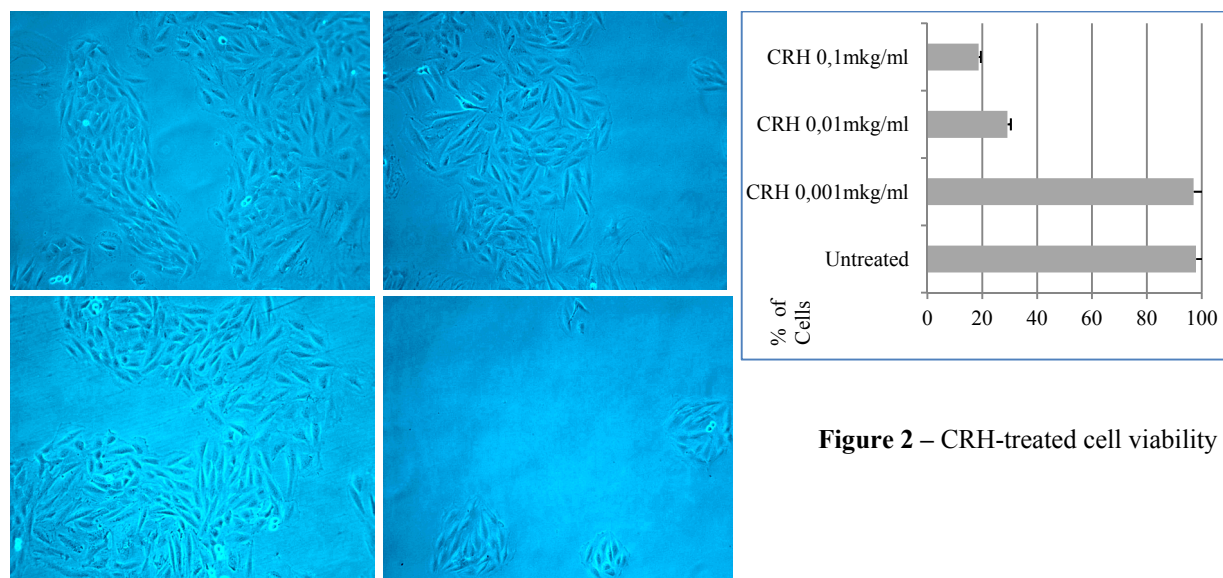 CRH 0,1mkg/ml
CRH 0,01mkg/ml
CRH 0,001mkg/ml
Untreated
% of
Cells
0 20 40 60 80 100
Figure 2 – CRH-treated cell viability